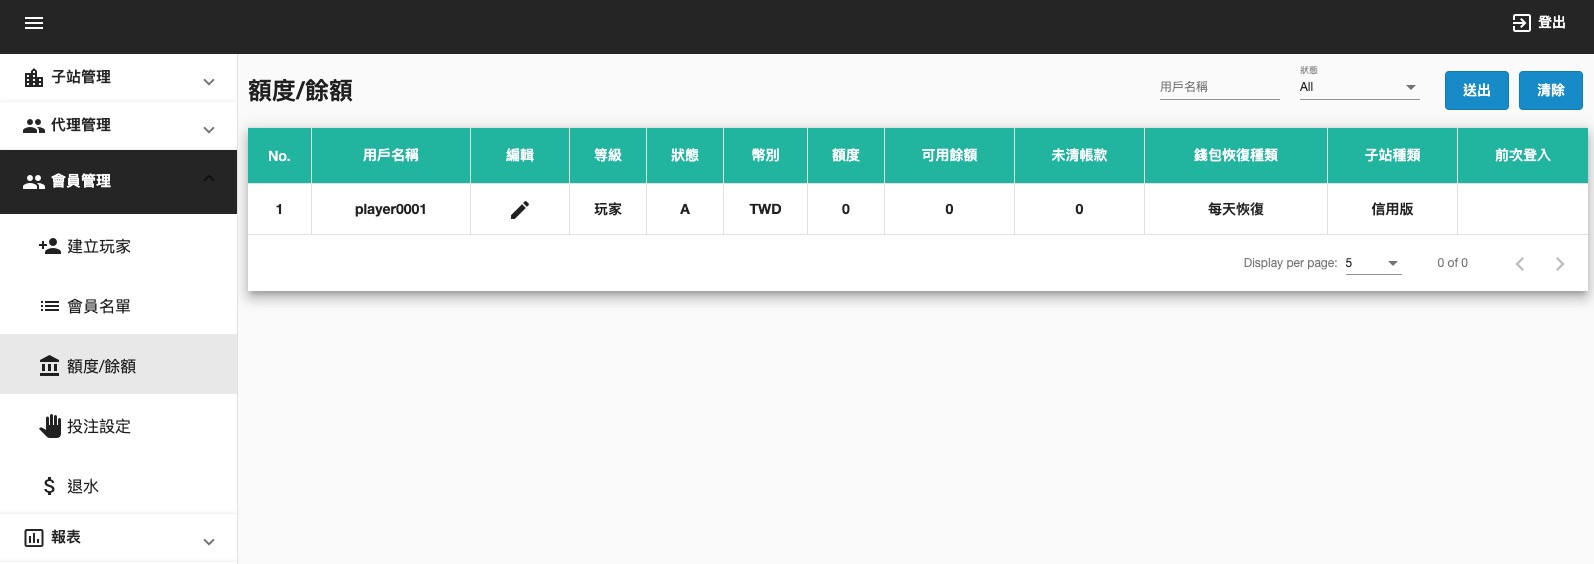 登出
子站管理
代理管理
會員管理
建立玩家
會員名單
額度/餘額
投注設定
退水
報表
額度/餘額
用戶名稱
狀態
All
送出
清除
No. 用戶名稱 編輯 等級 狀態 幣別 額度 可用餘額 未清帳款 錢包恢復種類 子站種類 前次登入
1 player0001 玩家 A TWD 0 0 0 每天恢復 信用版
Display per page: 5 0 of 0